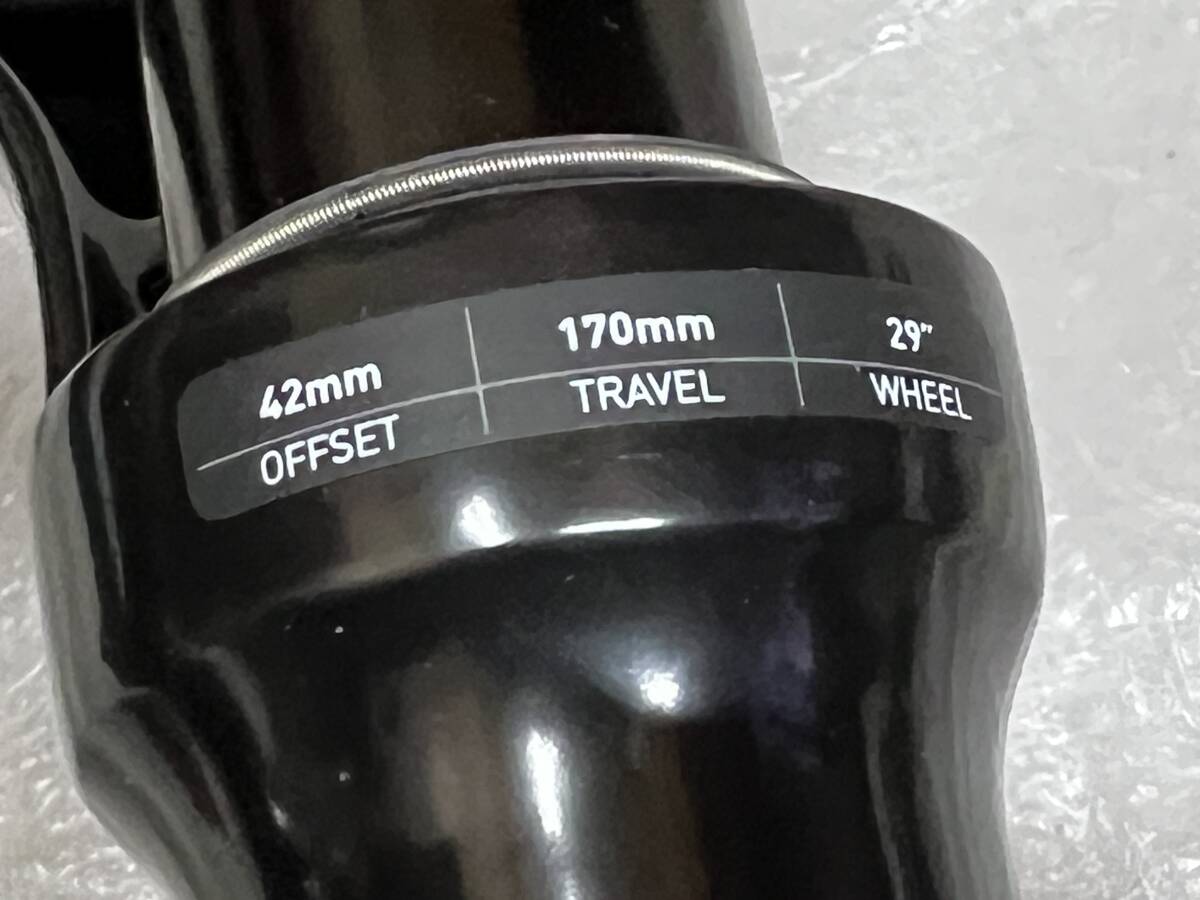 42mm 170mm 29"
OFFSET TRAVEL WHEEL